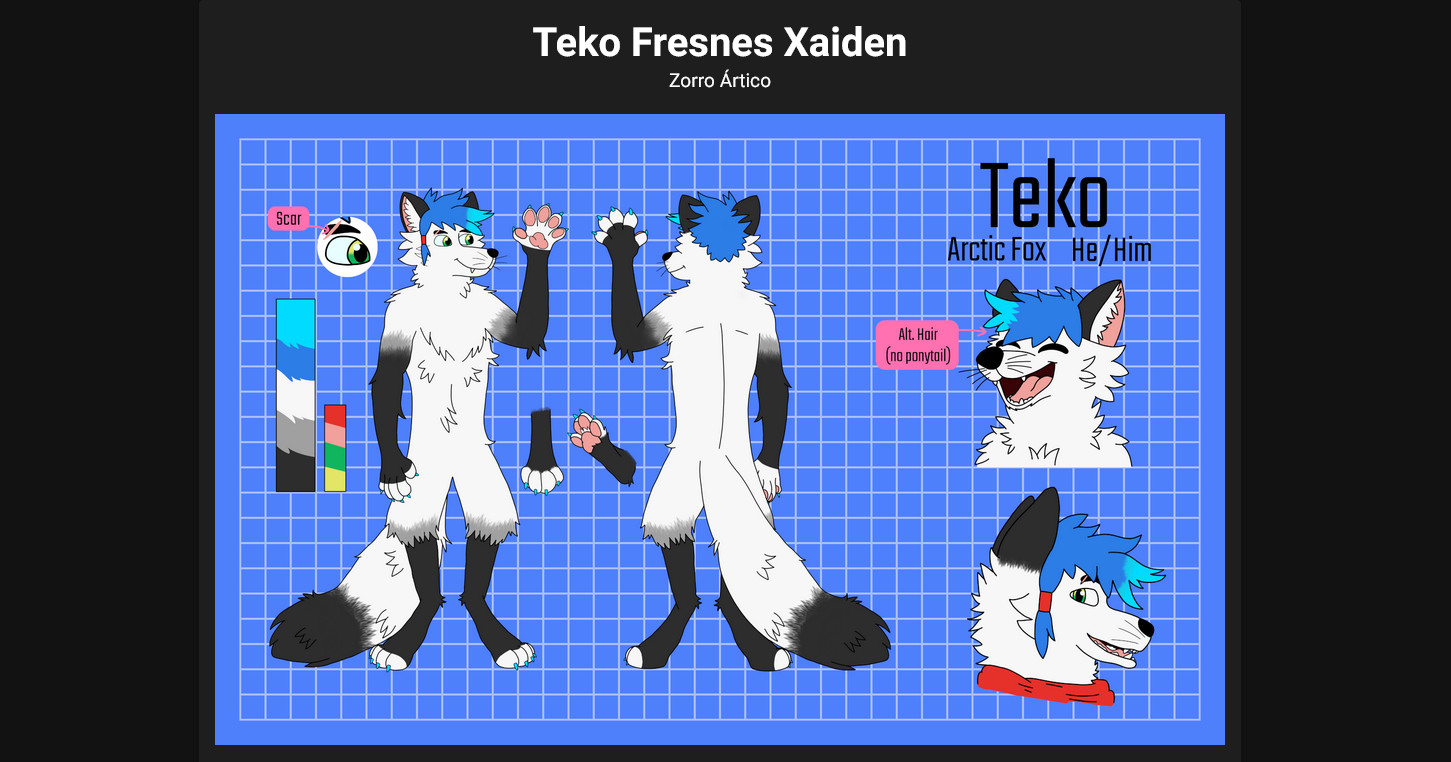 Teko Fresnes Xaiden
Zorro Ártico
Teko
Arctic Fox He/Him
Scar
Alt. Hair
(no ponytail)